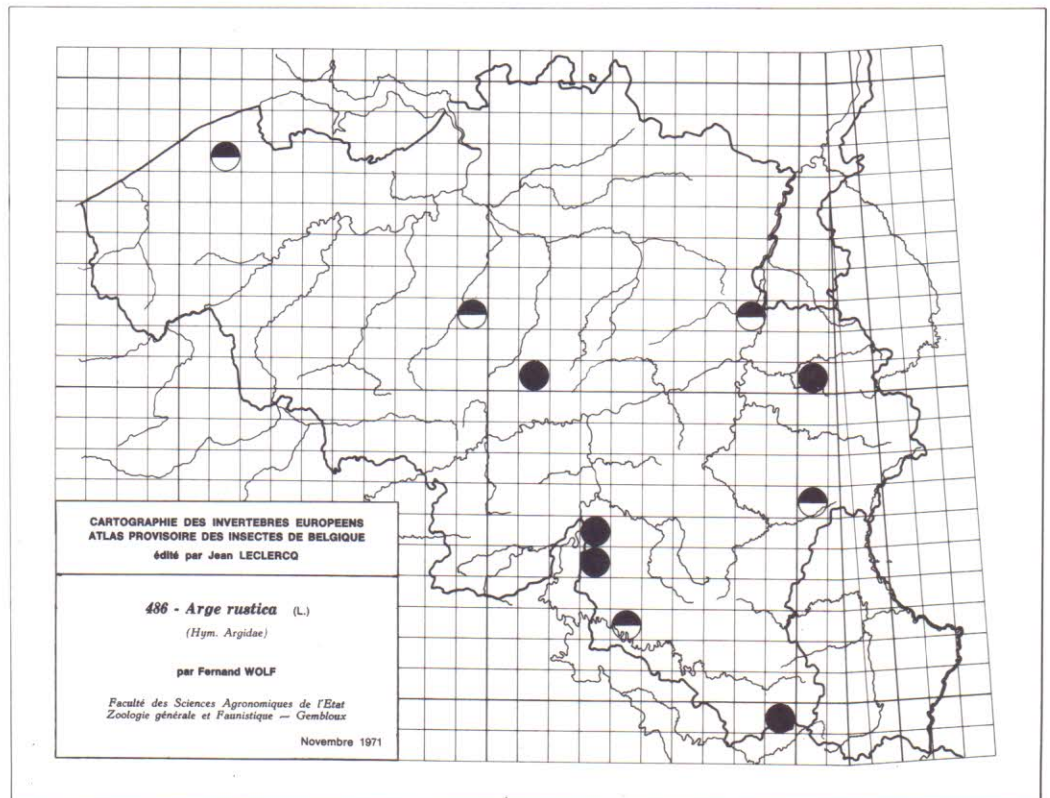 CARTOGRAPHIE DES INVERTEBRES EUROPEENS
ATLAS PROVISOIRE DES INSECTES DE BELGIQUE
édité par Jean LECLERCQ
486 - Arge rustica (L.)
(Hym. Argidae)
par Fernand WOLF
Faculté des Sciences Agronomiques de l'Etat
Zoologie générale et Faunistique — Gembloux
Novembre 1971